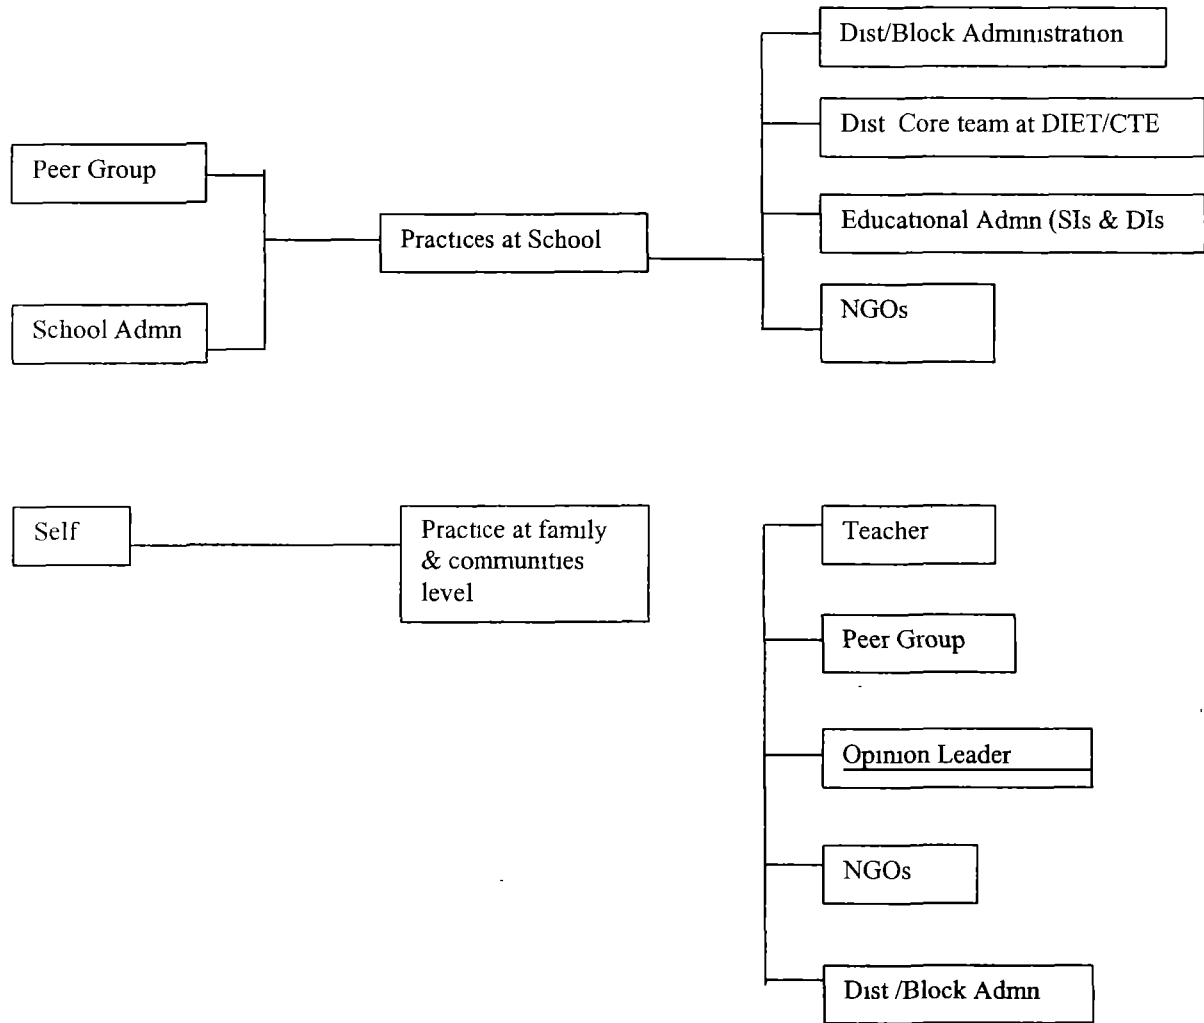 Dist/Block Administration
Dist Core team at DIET/CTE
Peer Group
Practices at School
Educational Admn (SIs & DIs
School Admn
NGOs
Self
Practice at family
& communities
level
Teacher
Peer Group
Opinion Leader
NGOs
Dist /Block Admn